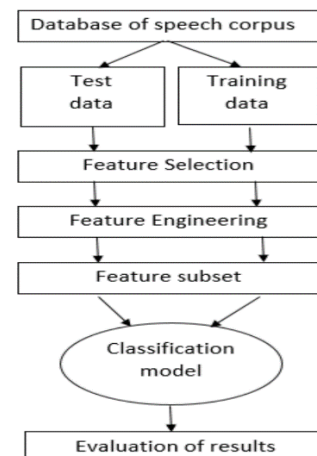 Database of speech corpus
Test
data
Training
data
Feature Selection
Feature Engineering
Feature subset
Classification
model
Evaluation of results